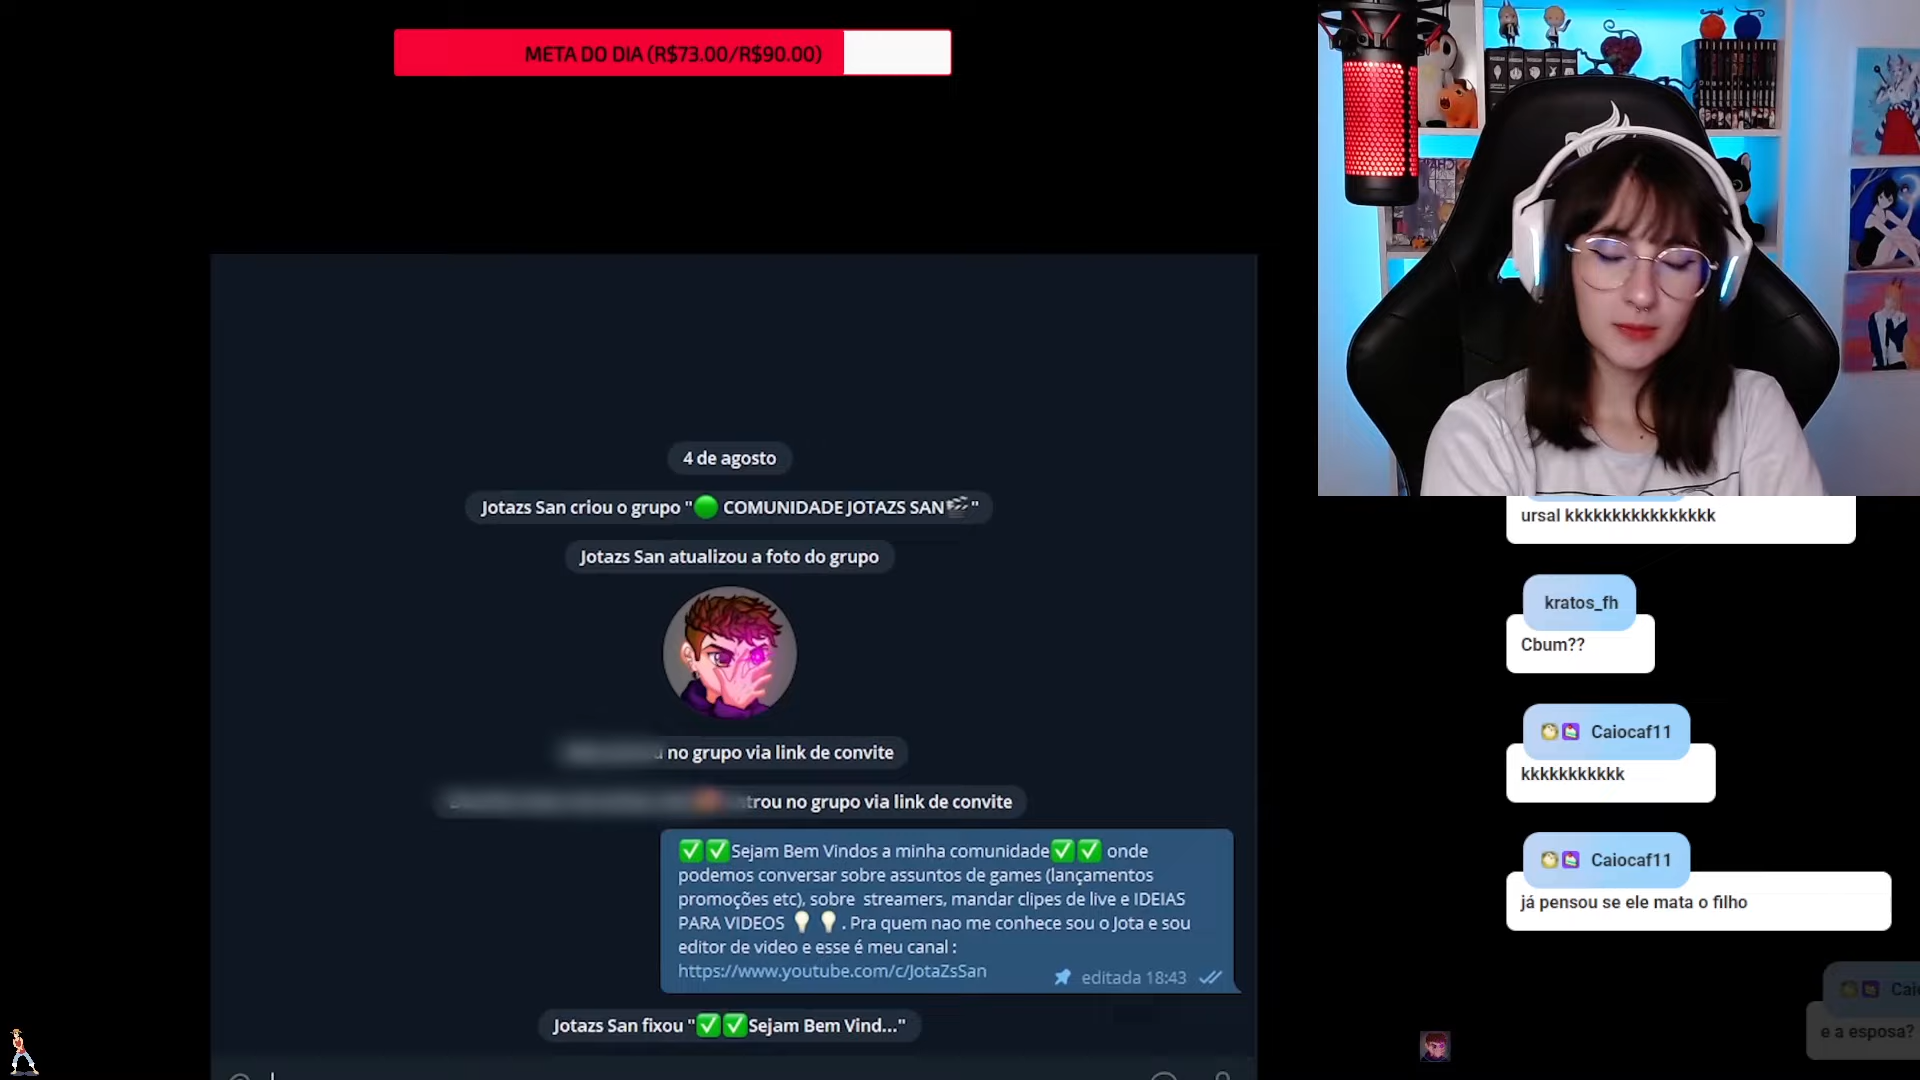 META DO DIA (R$73.00/R$90.00)
4 de agosto
Jotazs San criou o grupo "🟢 COMUNIDADE JOTAZS SAN🎬"
Jotazs San atualizou a foto do grupo
no grupo via link de convite
trou no grupo via link de convite
✅✅Sejam Bem Vindos a minha comunidade✅✅ onde
podemos conversar sobre assuntos de games (lançamentos
promoções etc), sobre streamers, mandar clipes de live e IDEIAS
PARA VIDEOS 💡 💡 . Pra quem nao me conhece sou o Jota e sou
editor de video e esse é meu canal :
https://www.youtube.com/c/JotaZsSan
editada 18:43
Jotazs San fixou "✅✅Sejam Bem Vind..."
ursal kkkkkkkkkkkkkkkk
kratos_fh
Cbum??
Caiocaf11
kkkkkkkkkkk
Caiocaf11
já pensou se ele mata o filho
Caio
e a esposa?